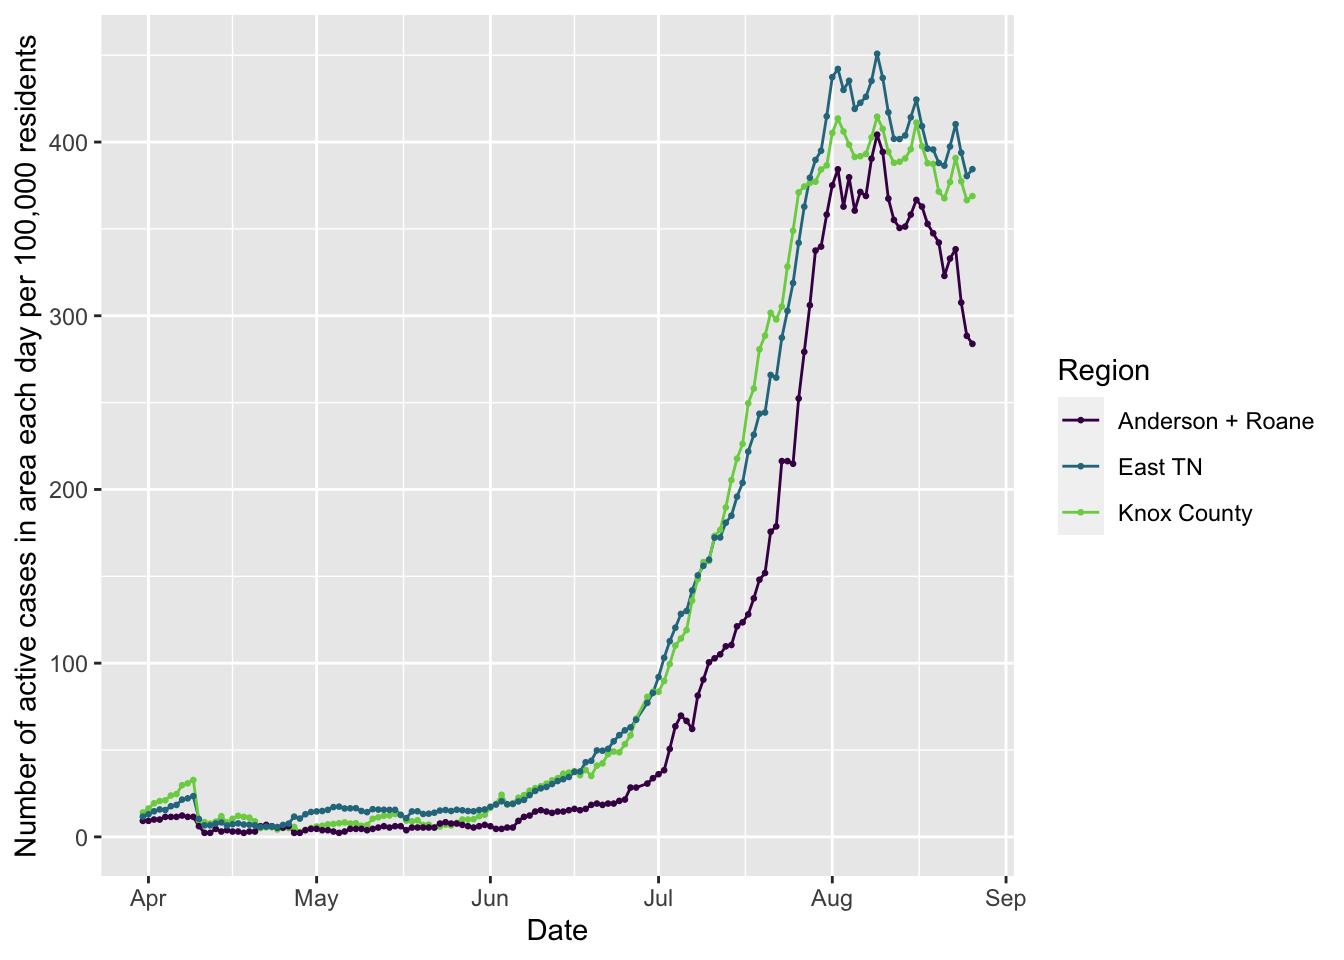 Number of active cases in area each day per 100,000 residents
400
300
200
100
0
Apr May Jun Jul Aug Sep
Date
Region
Anderson + Roane
East TN
Knox County